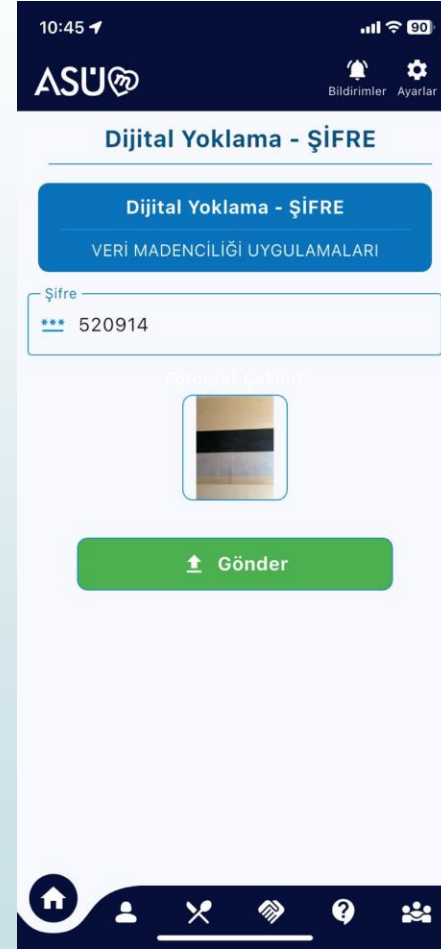 10:45
90
ASÜ
Bildirimler
Ayarlar
Dijital Yoklama - ŞİFRE
Dijital Yoklama - ŞİFRE
VERİ MADENCİLİĞİ UYGULAMALARI
Şifre
*** 520914
Fotoğraf Çekiniz
Gönder